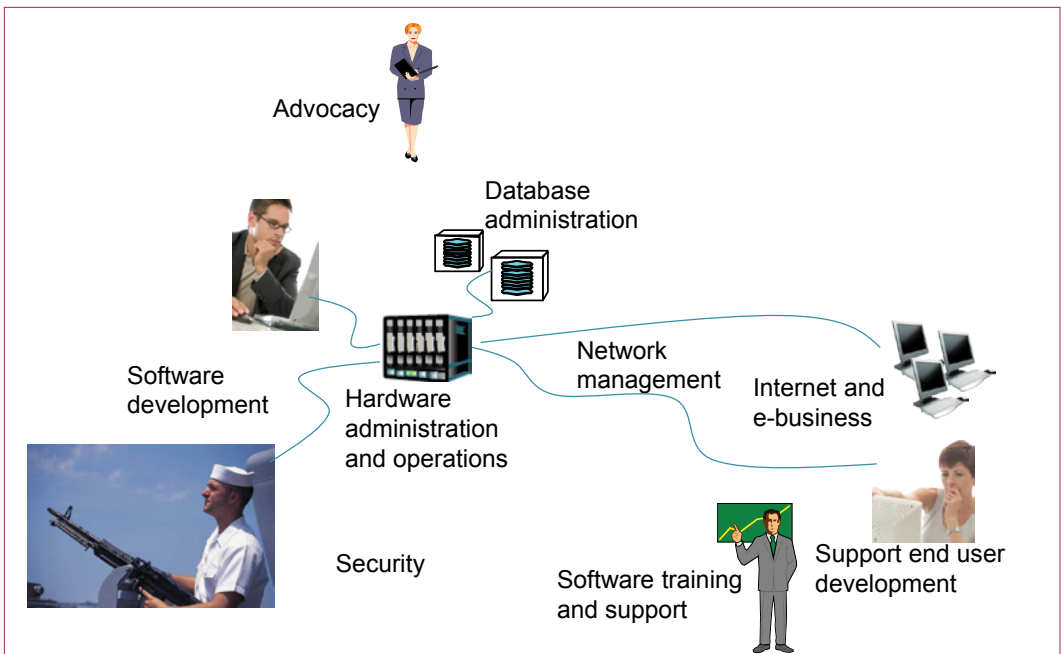 Advocacy
Database
administration
Software
development
Hardware
administration
and operations
Network
management
Internet and
e-business
Security
Software training
and support
Support end user
development